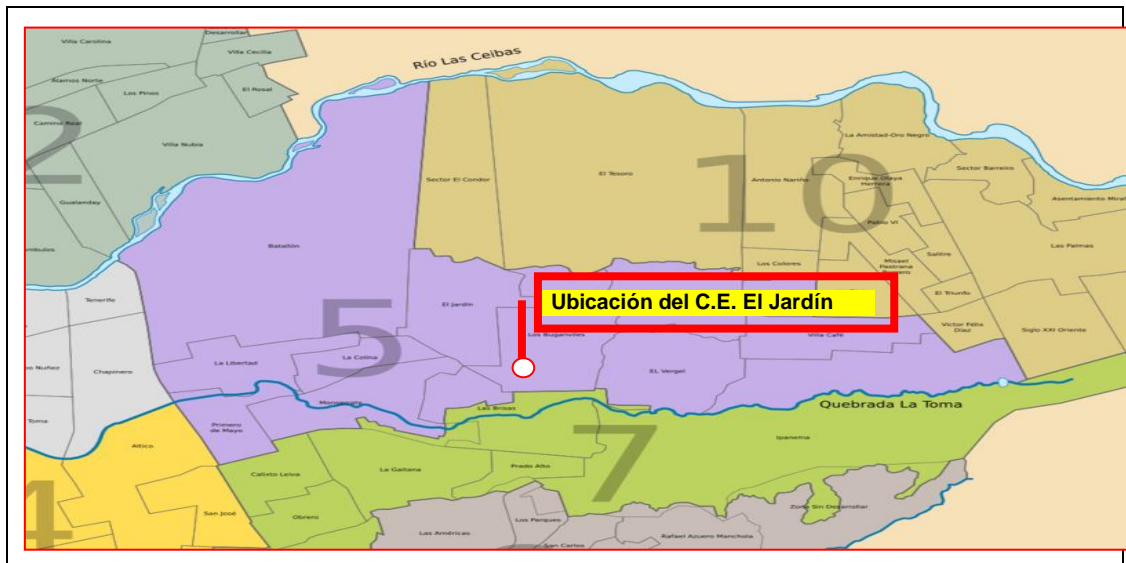 Desarrollar
Villa Carolina
Villa Cecilia
Río Las Ceibas
Alamos Norte
Los Pinos
El Rosal
2
Camino Real
Villa Nubia
La Amistad-Oro Negro
Sector Barreiro
Sector El Condor
El Tesoro
Antonio Nariño
Enrique Olaya
Herrera
10
Gualanday
Asentamiento Miral
Pablo VI
Batallón
Las Palmas
Salitre
Los Colores
Misael
Pastrana
Borrero
Tenerife
El Jardín
Ubicación del C.E. El Jardín
El Triunfo
5
Los Buganviles
Villa Café
Victor Félix
Díaz
Siglo XXI Oriente
La Colina
La Libertad
o Nuñez
Chapinero
EL Vergel
Monserrate
Las Brisas
Quebrada La Toma
Toma
Primero
de Mayo
Altico
Ipanema
7
La Gaitana
Prado Alto
Calixto Leiva
4
San José
Obrero
Los Parques
Zona Sin Desarrollar
Las Américas
Rafael Azuero Manchola
San Carlos